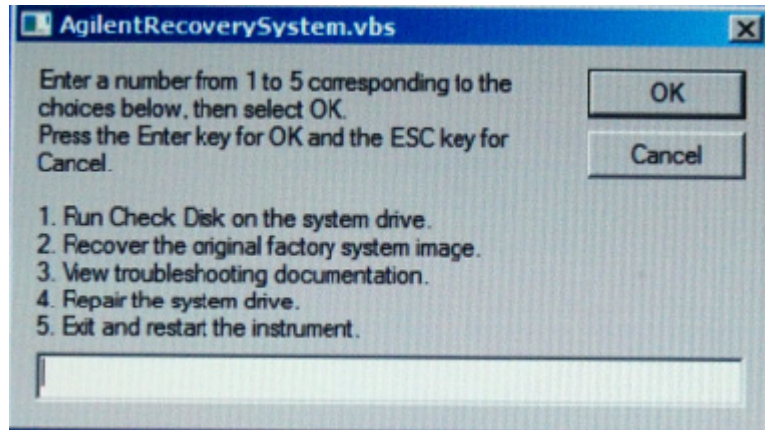 AgilentRecoverySystem.vbs
Enter a number from 1 to 5 corresponding to the
choices below, then select OK.
Press the Enter key for OK and the ESC key for
Cancel.
OK
Cancel
1. Run Check Disk on the system drive.
2. Recover the original factory system image.
3. View troubleshooting documentation.
4. Repair the system drive.
5. Exit and restart the instrument.